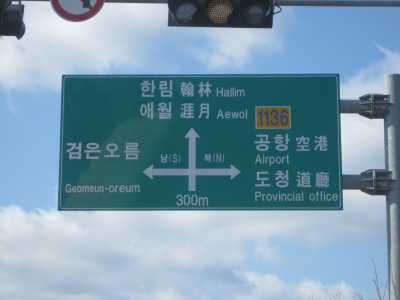 한림 翰林 Hallim
애월 涯月 Aewol
1136
검은오름
Geomeun-oreum
남(S)
북(N)
공항 空港
Airport
도청 道廳
Provincial office
300m